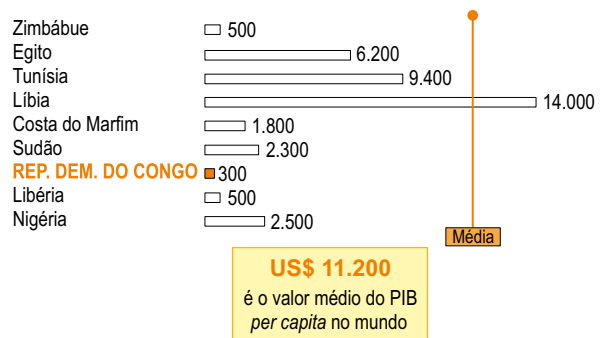 Zimbábue 500
Egito 6.200
Tunísia 9.400
Líbia 14.000
Costa do Marfim 1.800
Sudão 2.300
REP. DEM. DO CONGO 300
Libéria 500
Nigéria 2.500
Média
US$ 11.200
é o valor médio do PIB
per capita no mundo